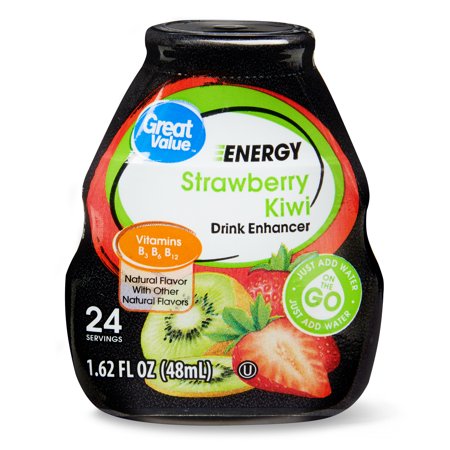 Great
Value™
ENERGY
Strawberry
Kiwi
Drink Enhancer
Vitamins
B₃ B₆ B₁₂
Natural Flavor
With Other
Natural Flavors
JUST ADD WATER
ON THE
GO
JUST ADD WATER
24
SERVINGS
1.62 FL OZ (48mL)
U